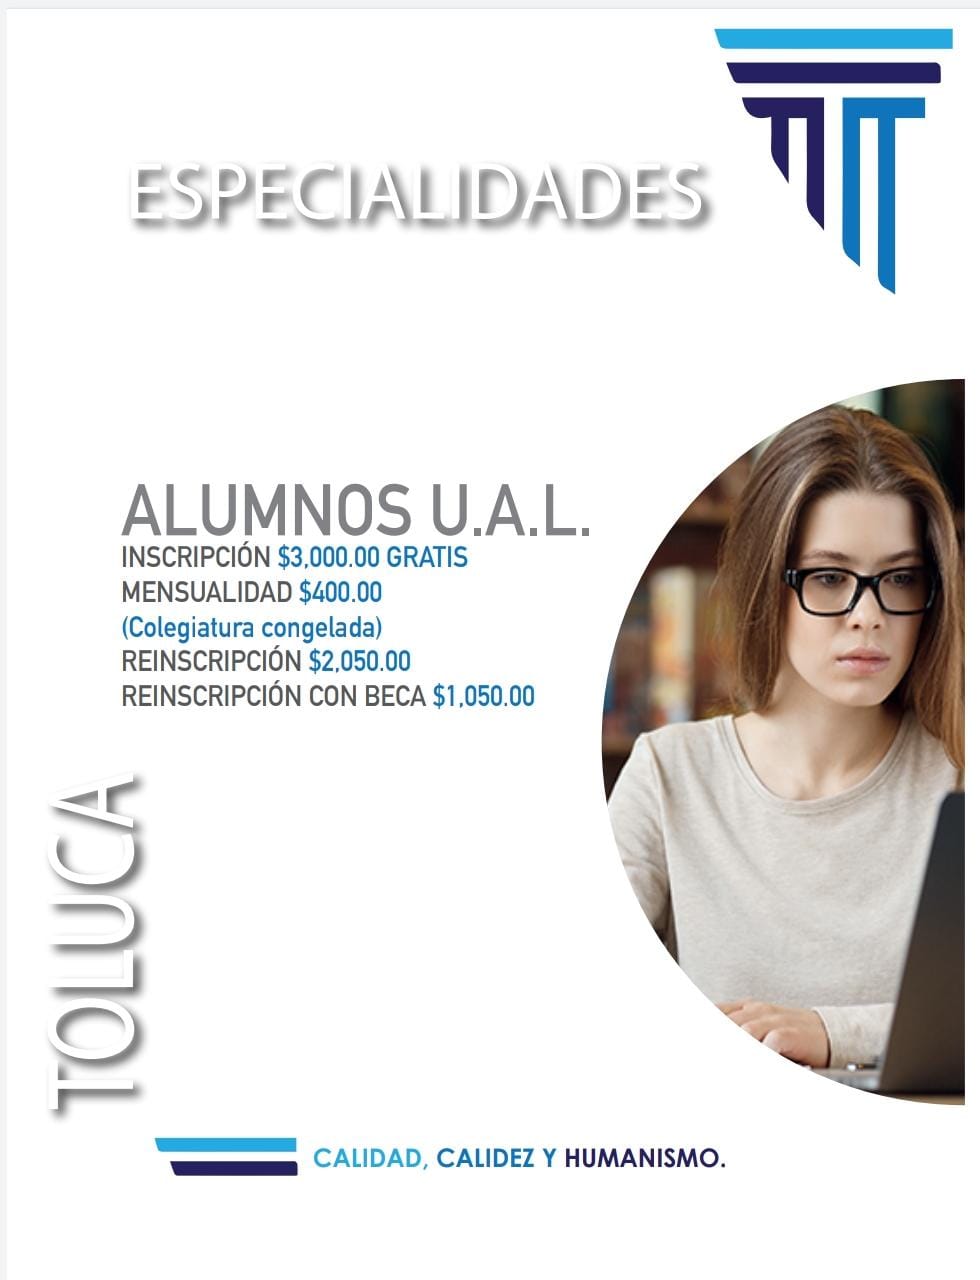 ESPECIALIDADES
ALUMNOS U.A.L.
INSCRIPCIÓN $3,000.00 GRATIS
MENSUALIDAD $400.00
(Colegiatura congelada)
REINSCRIPCIÓN $2,050.00
REINSCRIPCIÓN CON BECA $1,050.00
TOLUCA
CALIDAD, CALIDEZ Y HUMANISMO.